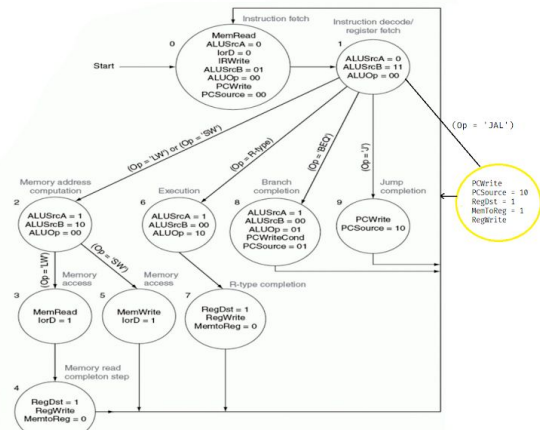 Instruction fetch
0
MemRead
ALUSrcA = 0
IorD = 0
IRWrite
ALUSrcB = 01
ALUOp = 00
PCWrite
PCSource = 00
Start
Instruction decode/
register fetch
1
ALUSrcA = 0
ALUSrcB = 11
ALUOp = 00
(Op = 'JAL')
PCWrite
PCSource = 10
RegDst = 1
MemToReg = 1
RegWrite
(Op = 'LW') or (Op = 'SW')
(Op = R-type)
(Op = 'BEQ')
(Op = 'J')
Memory address
computation
2
ALUSrcA = 1
ALUSrcB = 10
ALUOp = 00
Execution
6
ALUSrcA = 1
ALUSrcB = 00
ALUOp = 10
Branch
completion
8
ALUSrcA = 1
ALUSrcB = 00
ALUOp = 01
PCWriteCond
PCSource = 01
Jump
completion
9
PCWrite
PCSource = 10
(Op = 'LW')
(Op = 'SW')
Memory
access
3
MemRead
IorD = 1
Memory
access
5
MemWrite
IorD = 1
R-type completion
7
RegDst = 1
RegWrite
MemtoReg = 0
Memory read
completon step
4
RegDst = 1
RegWrite
MemtoReg = 0